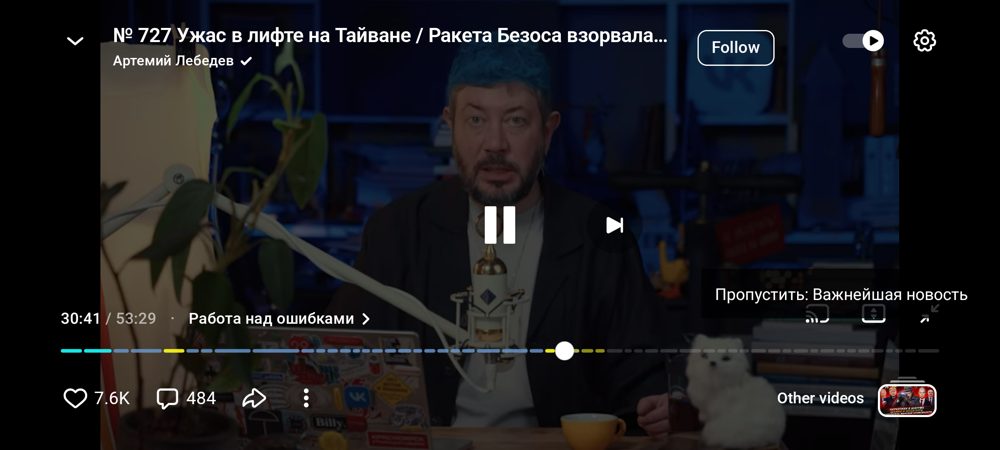 № 727 Ужас в лифте на Тайване / Ракета Безоса взорвала...
Артемий Лебедев
Follow
Пропустить: Важнейшая новость
30:41 / 53:29 · Работа над ошибками
7.6K
484
Other videos
Billy.